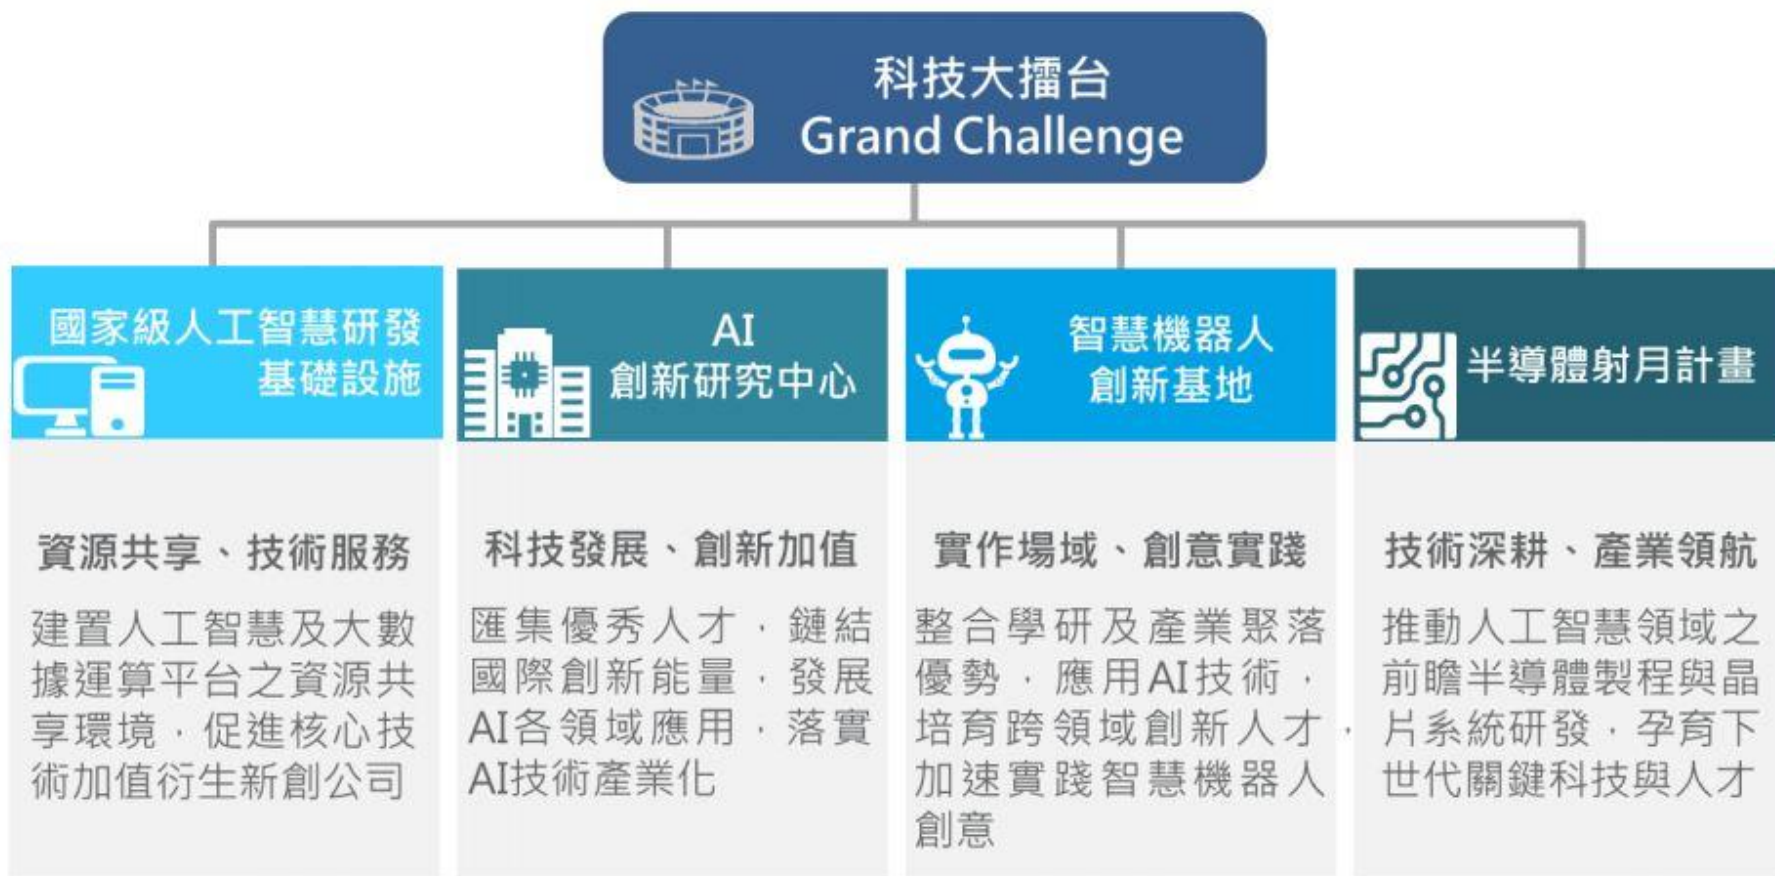 科技大擂台
Grand Challenge
國家級人工智慧研發
基礎設施
資源共享、技術服務
建置人工智慧及大數
據運算平台之資源共
享環境，促進核心技
術加值衍生新創公司
AI
創新研究中心
科技發展、創新加值
匯集優秀人才，鏈結
國際創新能量，發展
AI各領域應用，落實
AI技術產業化
智慧機器人
創新基地
實作場域、創意實踐
整合學研及產業聚落
優勢，應用AI技術，
培育跨領域創新人才，
加速實踐智慧機器人
創意
半導體射月計畫
技術深耕、產業領航
推動人工智慧領域之
前瞻半導體製程與晶
片系統研發，孕育下
世代關鍵科技與人才